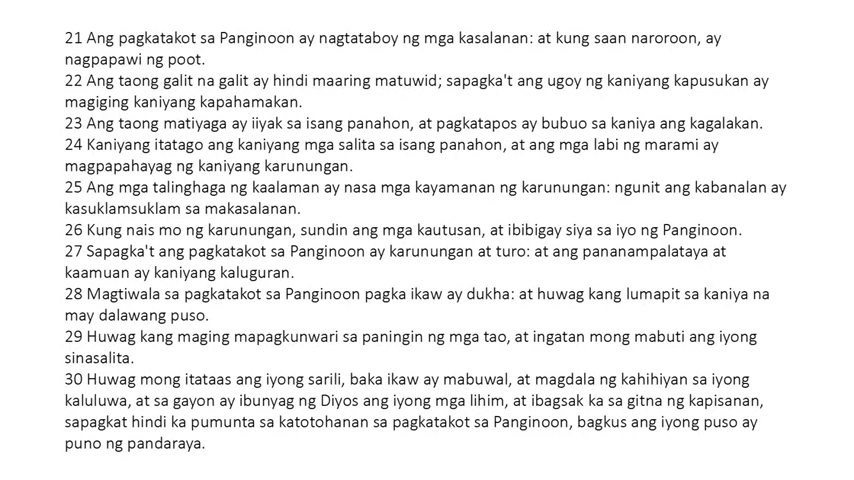 21 Ang pagkatakot sa Panginoon ay nagtataboy ng mga kasalanan: at kung saan naroroon, ay
nagpapawi ng poot.
22 Ang taong galit na galit ay hindi maaring matuwid; sapagka't ang ugoy ng kaniyang kapusukan ay
magiging kaniyang kapahamakan.
23 Ang taong matiyaga ay iiyak sa isang panahon, at pagkatapos ay bubuo sa kaniya ang kagalakan.
24 Kaniyang itatago ang kaniyang mga salita sa isang panahon, at ang mga labi ng marami ay
magpapahayag ng kaniyang karunungan.
25 Ang mga talinghaga ng kaalaman ay nasa mga kayamanan ng karunungan: ngunit ang kabanalan ay
kasuklamsuklam sa makasalanan.
26 Kung nais mo ng karunungan, sundin ang mga kautusan, at ibibigay siya sa iyo ng Panginoon.
27 Sapagka't ang pagkatakot sa Panginoon ay karunungan at turo: at ang pananampalataya at
kaamuan ay kaniyang kaluguran.
28 Magtiwala sa pagkatakot sa Panginoon pagka ikaw ay dukha: at huwag kang lumapit sa kaniya na
may dalawang puso.
29 Huwag kang maging mapagkunwari sa paningin ng mga tao, at ingatan mong mabuti ang iyong
sinasalita.
30 Huwag mong itataas ang iyong sarili, baka ikaw ay mabuwal, at magdala ng kahihiyan sa iyong
kaluluwa, at sa gayon ay ibunyag ng Diyos ang iyong mga lihim, at ibagsak ka sa gitna ng kapisanan,
sapagkat hindi ka pumunta sa katotohanan sa pagkatakot sa Panginoon, bagkus ang iyong puso ay
puno ng pandaraya.